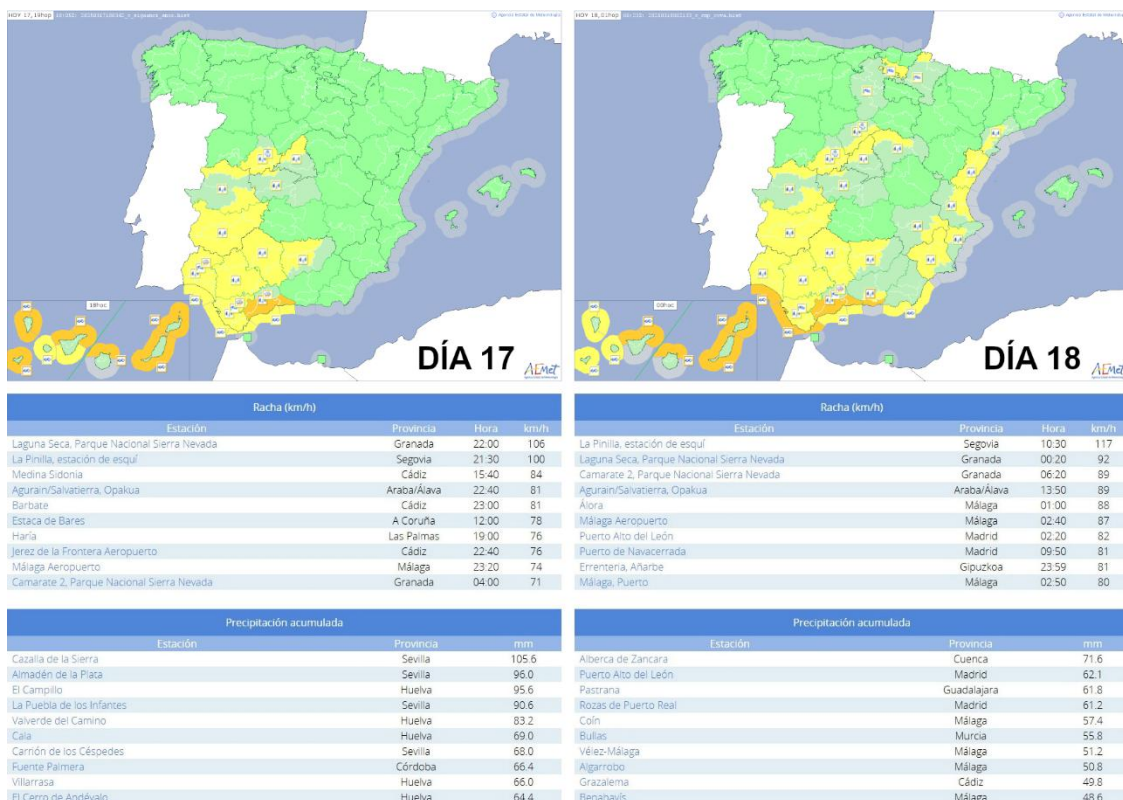 HOY 17,19hop
Agencia Estatal de Meteorología
HOY 18,01hop
18hoc
00hoc
DÍA 17
AEMet
DÍA 18
AEMet
Racha (km/h)
Estación Provincia Hora km/h
Laguna Seca, Parque Nacional Sierra Nevada Granada 22:00 106
La Pinilla, estación de esquí Segovia 21:30 100
Medina Sidonia Cádiz 15:40 84
Agurain/Salvatierra, Opakua Araba/Álava 22:40 81
Barbate Cádiz 23:00 81
Estaca de Bares A Coruña 12:00 78
Haría Las Palmas 19:00 76
Jerez de la Frontera Aeropuerto Cádiz 22:40 76
Málaga Aeropuerto Málaga 23:20 74
Camarate 2, Parque Nacional Sierra Nevada Granada 04:00 71
Racha (km/h)
Estación Provincia Hora km/h
La Pinilla, estación de esquí Segovia 10:30 117
Laguna Seca, Parque Nacional Sierra Nevada Granada 00:20 92
Camarate 2, Parque Nacional Sierra Nevada Granada 06:20 89
Agurain/Salvatierra, Opakua Araba/Álava 13:50 89
Álora Málaga 01:00 88
Málaga Aeropuerto Málaga 02:40 87
Puerto Alto del León Madrid 02:20 82
Puerto de Navacerrada Madrid 09:50 81
Errenteria, Añarbe Gipuzkoa 23:59 81
Málaga, Puerto Málaga 02:50 80
Precipitación acumulada
Estación Provincia mm
Cazalla de la Sierra Sevilla 105.6
Almadén de la Plata Sevilla 96.0
El Campillo Huelva 95.6
La Puebla de los Infantes Sevilla 90.6
Valverde del Camino Huelva 83.2
Cala Huelva 69.0
Carrión de los Céspedes Sevilla 68.0
Fuente Palmera Córdoba 66.4
Villarrasa Huelva 66.0
El Cerro de Andévalo Huelva 64.4
Precipitación acumulada
Estación Provincia mm
Alberca de Zancara Cuenca 71.6
Puerto Alto del León Madrid 62.1
Pastrana Guadalajara 61.8
Rozas de Puerto Real Madrid 61.2
Coín Málaga 57.4
Bullas Murcia 55.8
Vélez-Málaga Málaga 51.2
Algarrobo Málaga 50.8
Grazalema Cádiz 49.8
Benahavís Málaga 48.6